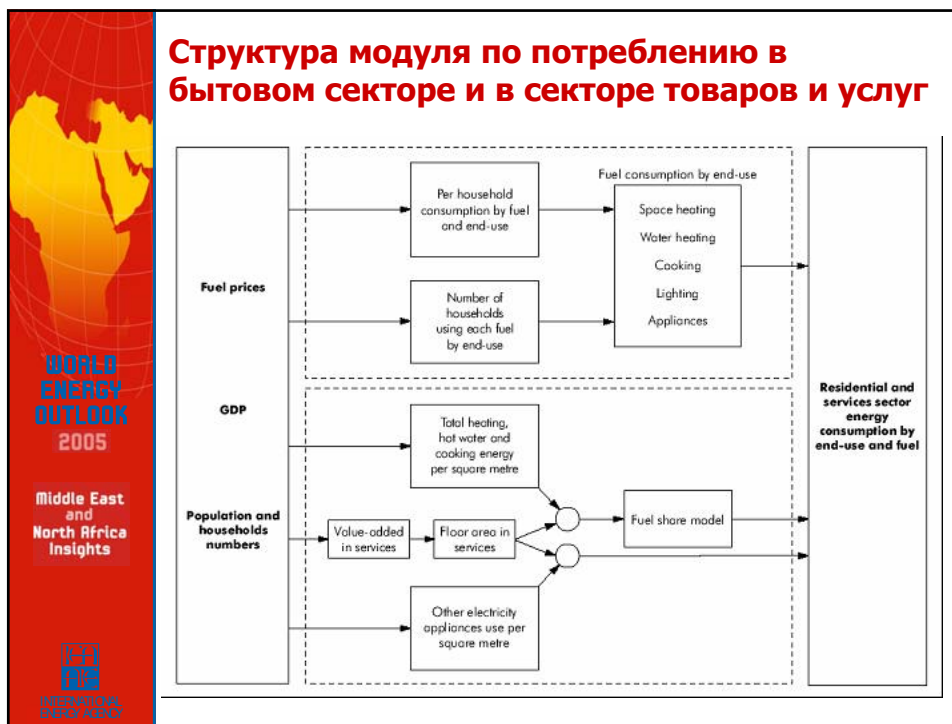 Структура модуля по потреблению в
бытовом секторе и в секторе товаров и услуг
Fuel prices
GDP
Population and
households
numbers
Per household
consumption by fuel
and end-use
Number of
households
using each fuel
by end-use
Fuel consumption by end-use
Space heating
Water heating
Cooking
Lighting
Appliances
Total heating,
hot water and
cooking energy
per square metre
Value-added
in services
Floor area in
services
Fuel share model
Other electricity
appliances use per
square metre
Residential and
services sector
energy
consumption by
end-use and fuel
WORLD
ENERGY
OUTLOOK
2005
Middle East
and
North Africa
Insights
INTERNATIONAL
ENERGY AGENCY